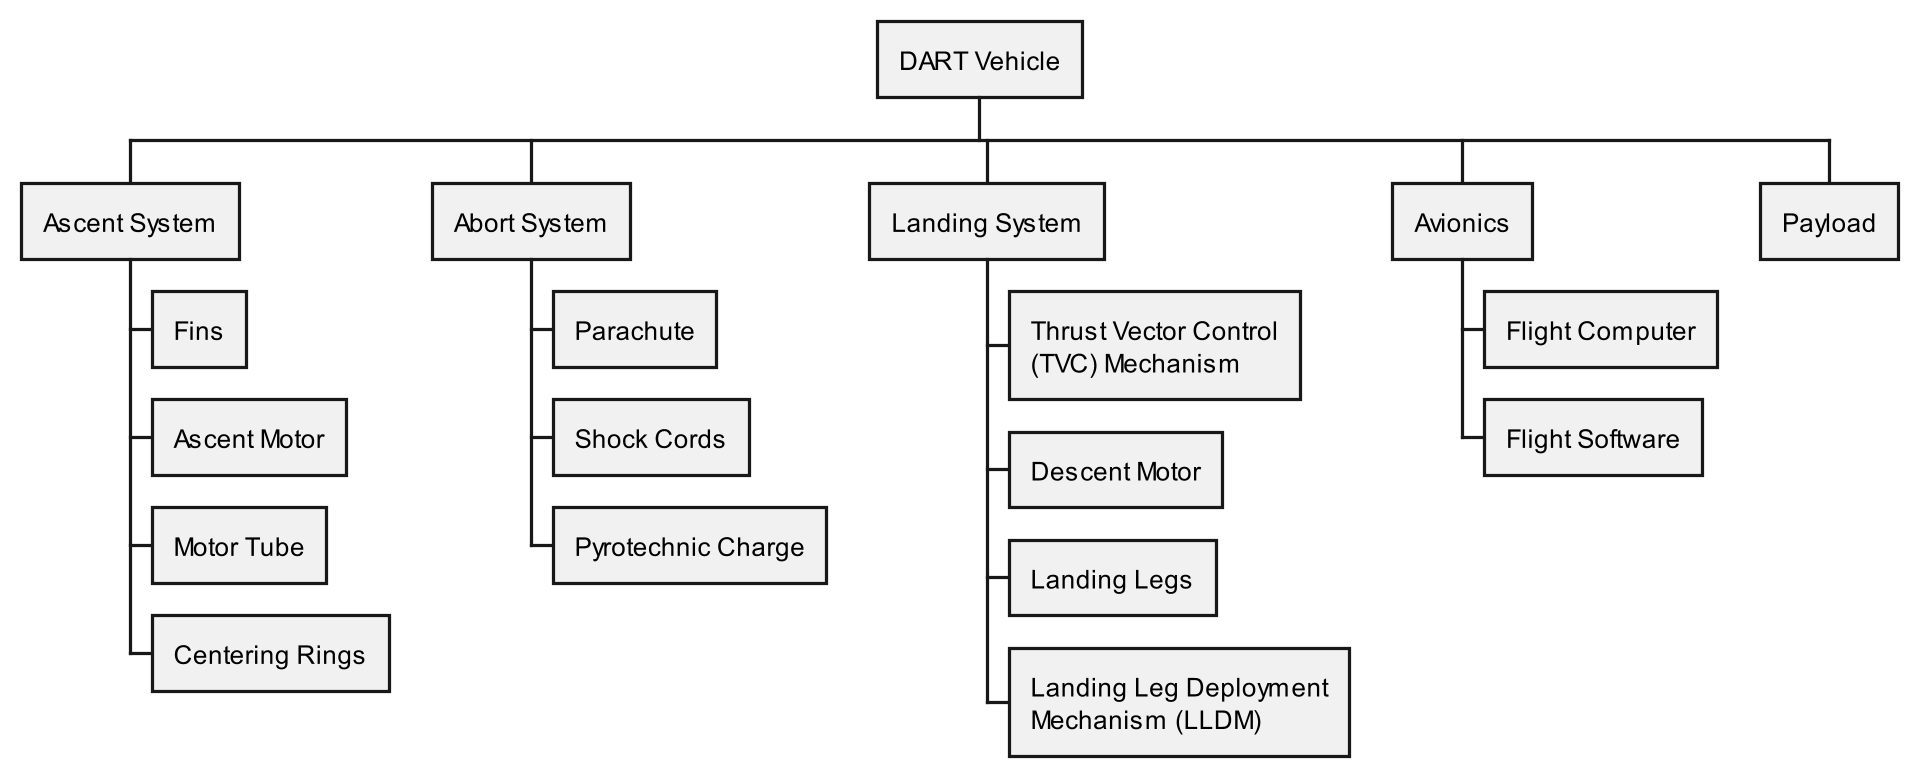 DART Vehicle
Ascent System
Abort System
Landing System
Avionics
Payload
Fins
Ascent Motor
Motor Tube
Centering Rings
Parachute
Shock Cords
Pyrotechnic Charge
Thrust Vector Control
(TVC) Mechanism
Descent Motor
Landing Legs
Landing Leg Deployment
Mechanism (LLDM)
Flight Computer
Flight Software